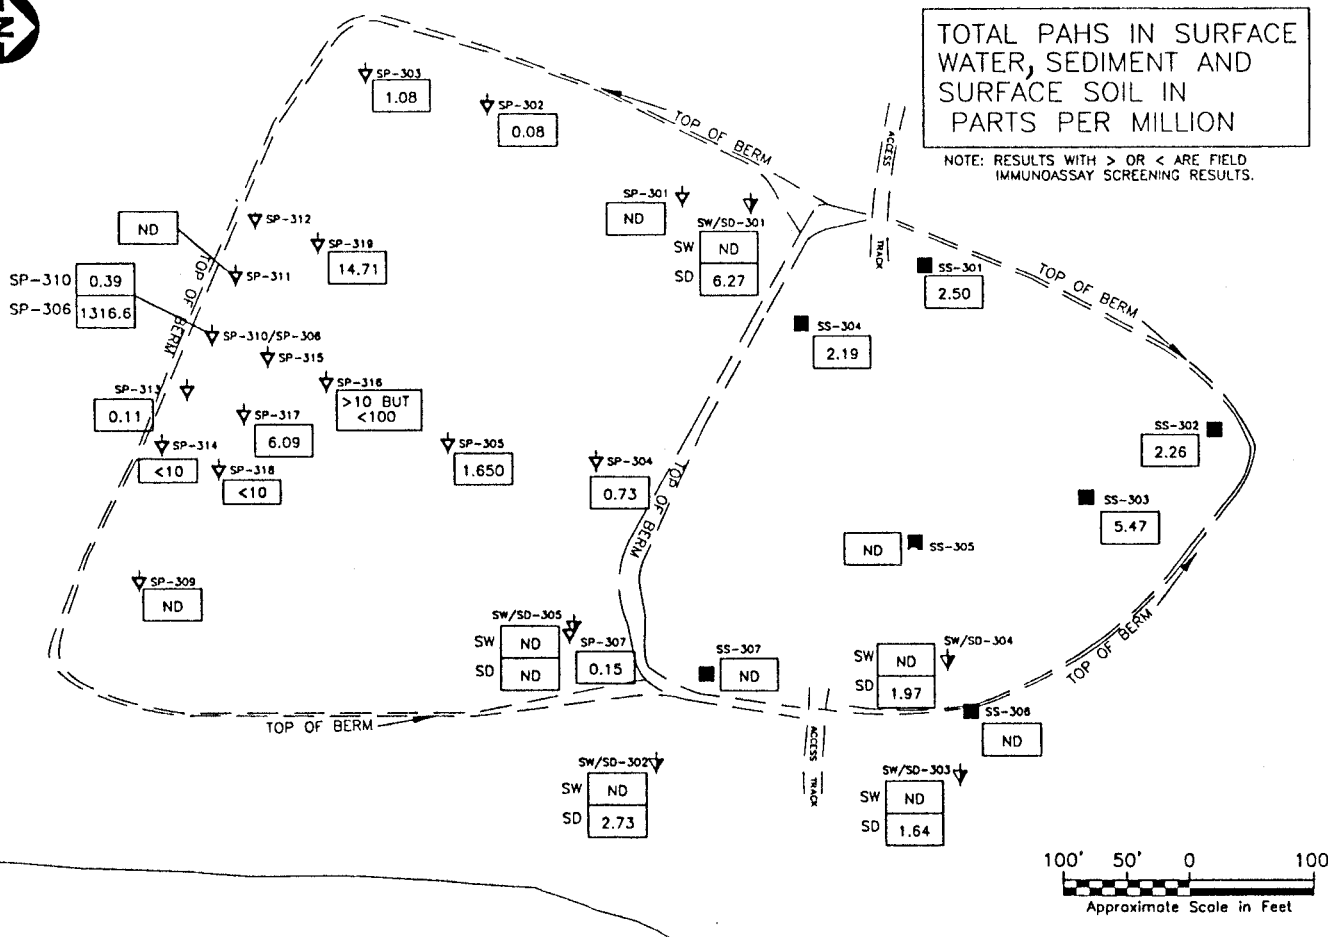 N
TOTAL PAHS IN SURFACE
WATER, SEDIMENT AND
SURFACE SOIL IN
PARTS PER MILLION
NOTE: RESULTS WITH > OR < ARE FIELD
IMMUNOASSAY SCREENING RESULTS.
SP-303
1.08
SP-302
0.08
TOP OF BERM
ACCESS
TRACK
SP-301
ND
SW/SD-301
SW ND
SD 6.27
SP-312
ND
SP-319
14.71
SP-311
SP-310 0.39
SP-306 1316.6
TOP OF BERM
SP-310/SP-306
SP-315
SP-316
>10 BUT
<100
SP-313
0.11
SP-317
6.09
SP-314
<10
SP-318
<10
SP-305
1.650
SP-304
0.73
TOP OF BERM
SS-301
2.50
TOP OF BERM
SS-304
2.19
SS-302
2.26
SS-303
5.47
ND
SS-305
SP-309
ND
SW/SD-305
SW ND
SD ND
SP-307
0.15
SS-307
ND
SW/SD-304
SW ND
SD 1.97
TOP OF BERM
SS-306
ND
TOP OF BERM
ACCESS
TRACK
SW/SD-302
SW ND
SD 2.73
SW/SD-303
SW ND
SD 1.64
100' 50' 0 100
Approximate Scale in Feet